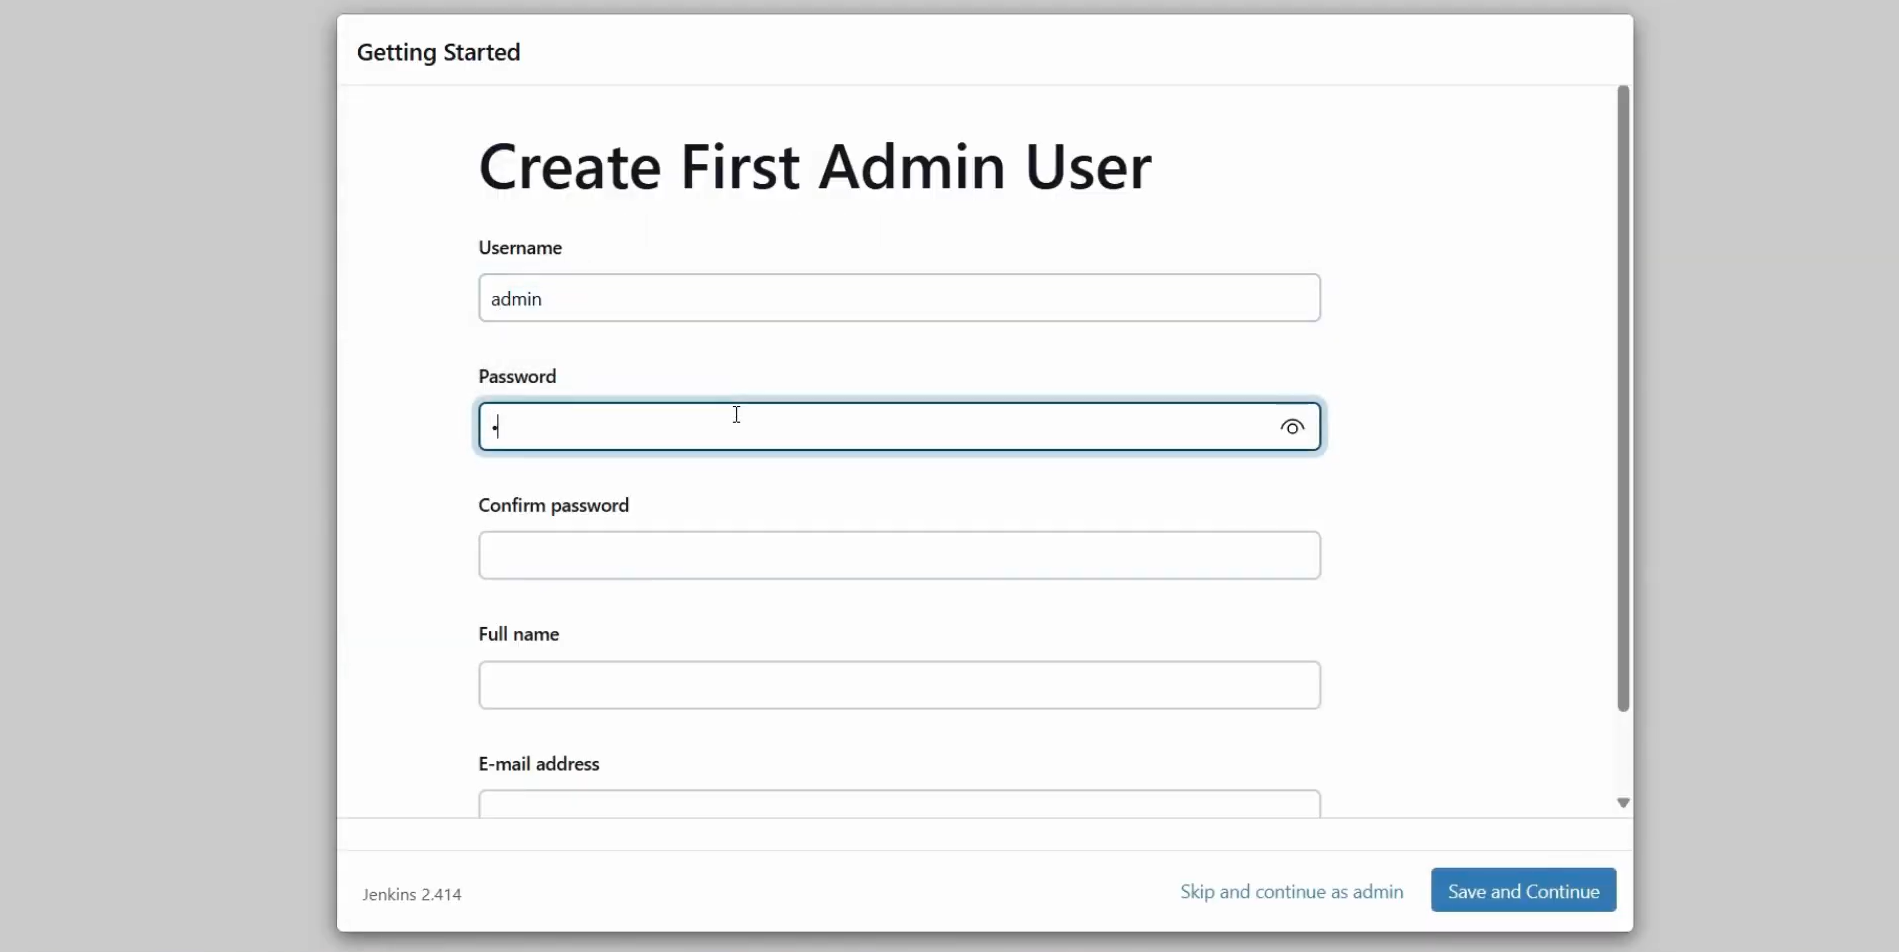 Getting Started
Create First Admin User
Username
admin
Password
•
Confirm password
Full name
E-mail address
Jenkins 2.414
Skip and continue as admin
Save and Continue